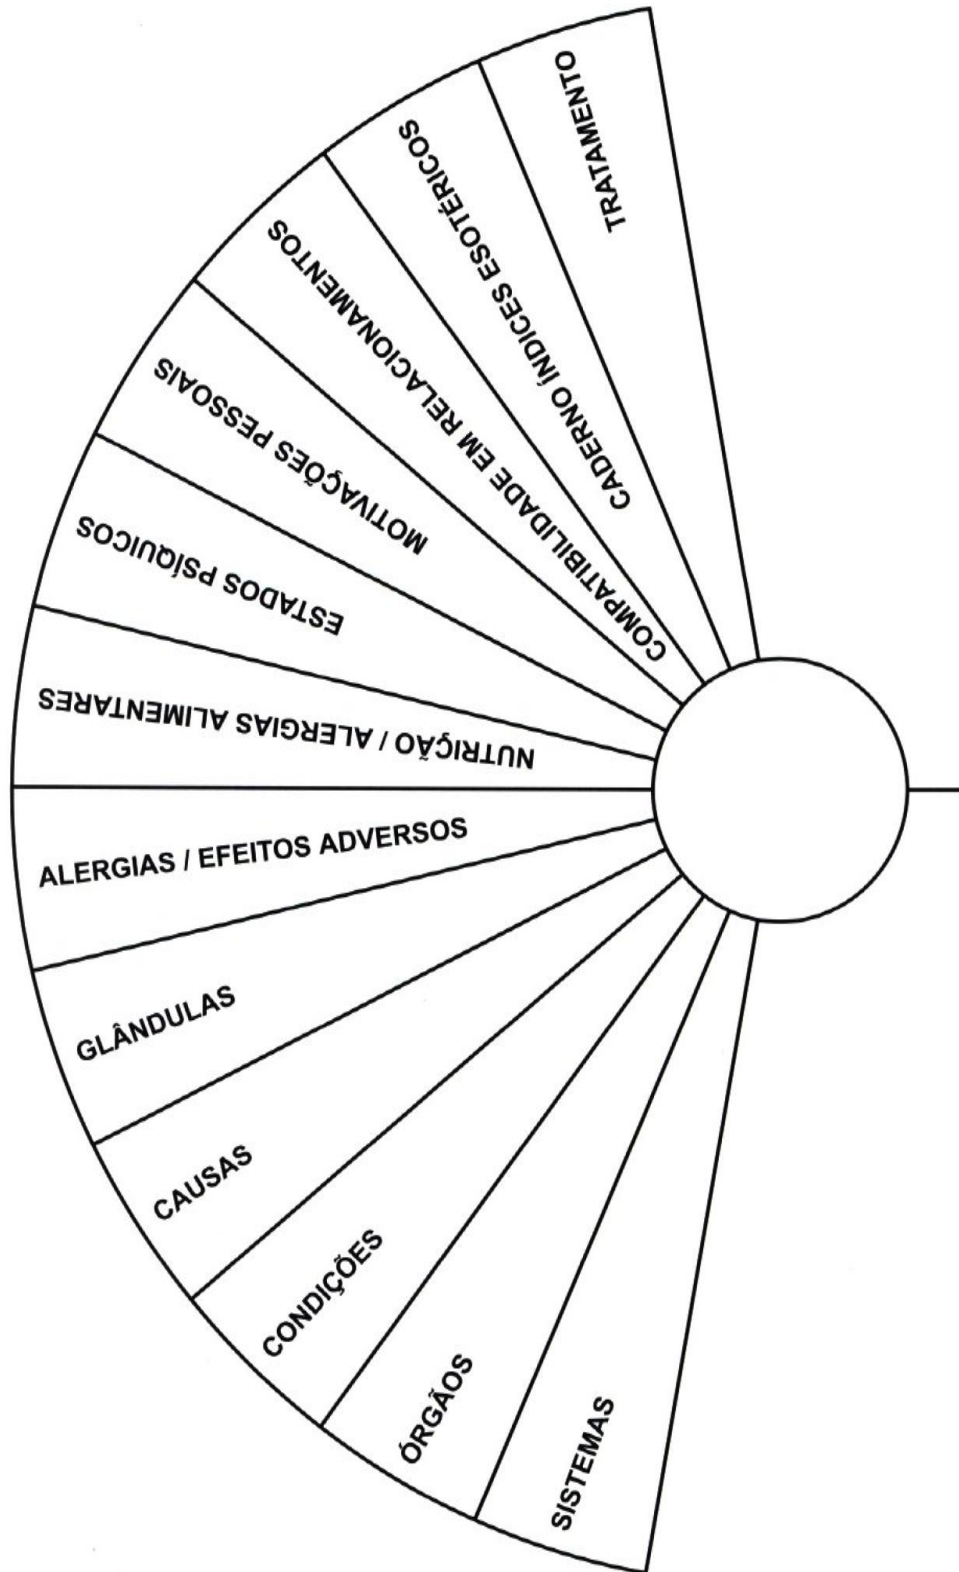 SISTEMAS
ÓRGÃOS
CONDIÇÕES
CAUSAS
GLÂNDULAS
ALERGIAS / EFEITOS ADVERSOS
NUTRIÇÃO / ALERGIAS ALIMENTARES
ESTADOS PSÍQUICOS
MOTIVAÇÕES PESSOAIS
COMPATIBILIDADE EM RELACIONAMENTOS
CADERNO ÍNDICES ESOTÉRICOS
TRATAMENTO